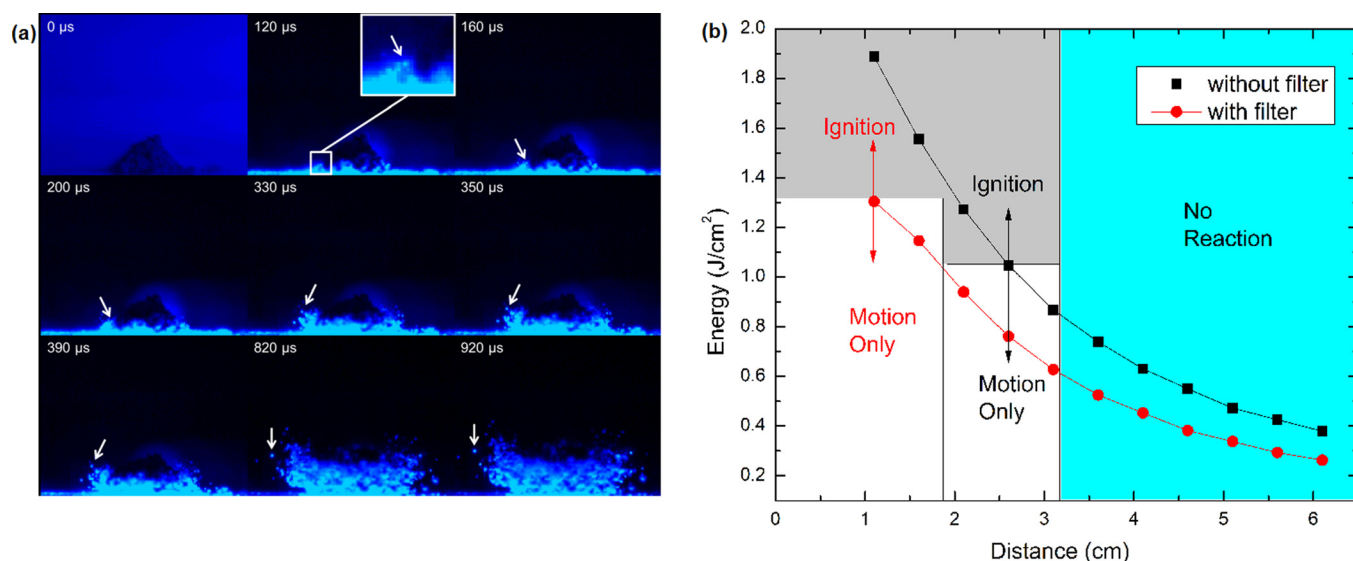 (a)
0 µs
120 µs
160 µs
200 µs
330 µs
350 µs
390 µs
820 µs
920 µs
(b)
without filter
with filter
Ignition
Ignition
No
Reaction
Motion
Only
Motion
Only
Energy (J/cm²)
2.0
1.8
1.6
1.4
1.2
1.0
0.8
0.6
0.4
0.2
0
1
2
3
4
5
6
Distance (cm)